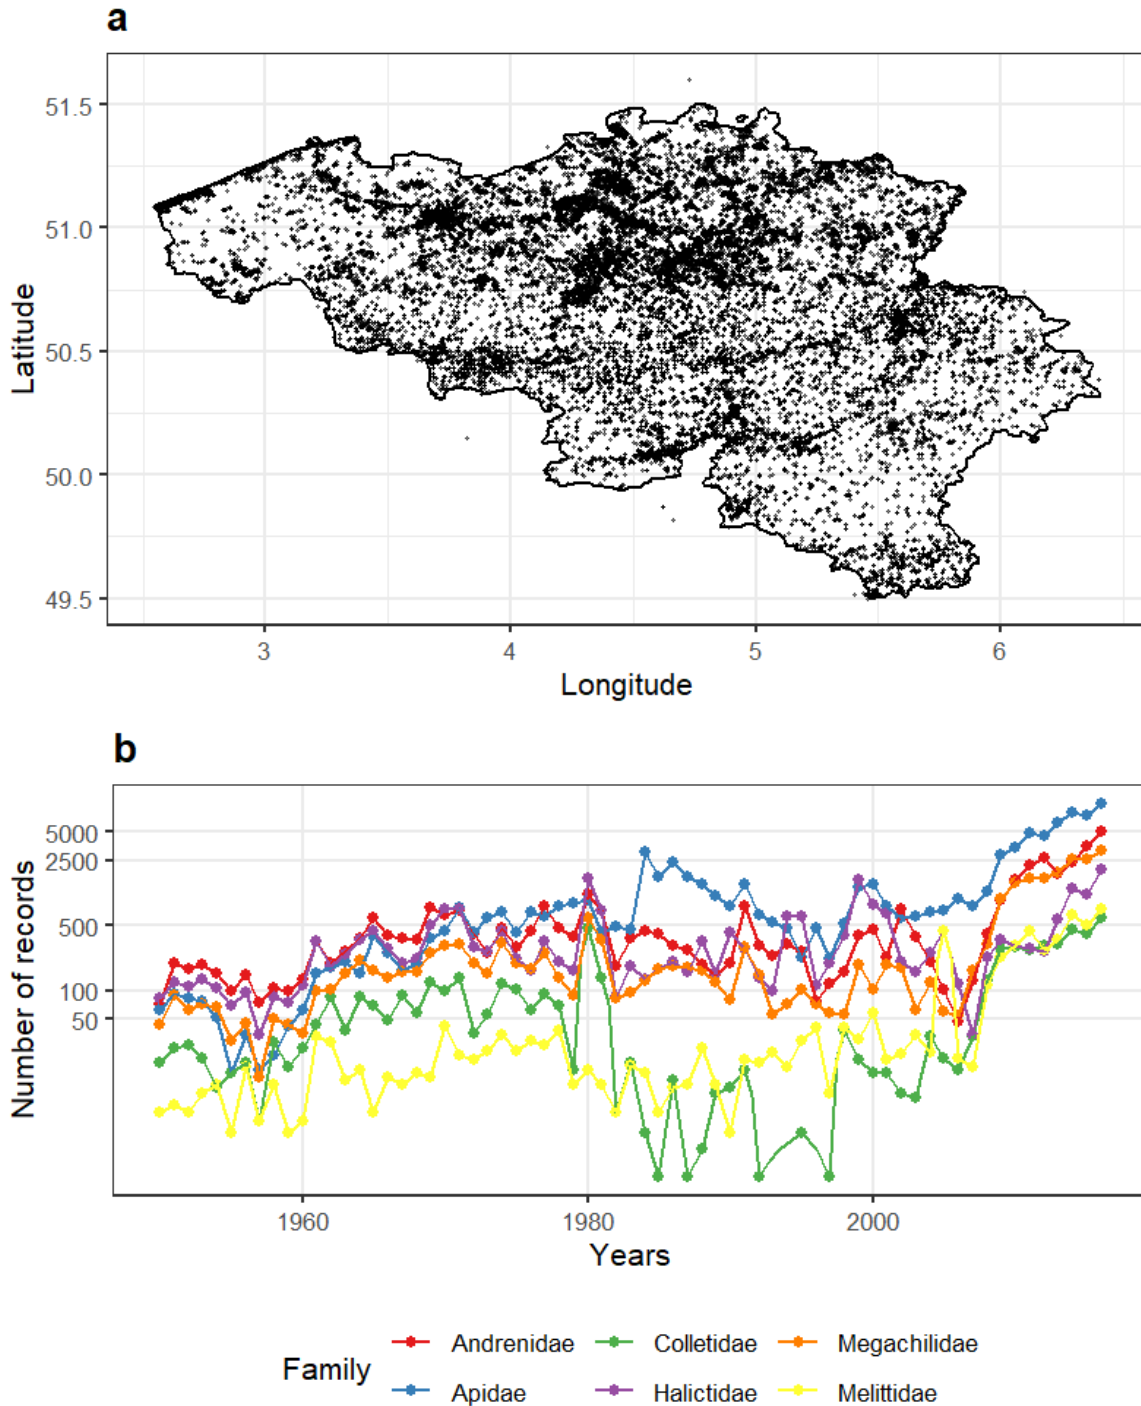 a
51.5
51.0
50.5
50.0
49.5
Latitude
3 4 5 6
Longitude
b
5000
2500
500
100
50
Number of records
1960 1980 2000
Years
Family
Andrenidae Colletidae Megachilidae
Apidae Halictidae Melittidae